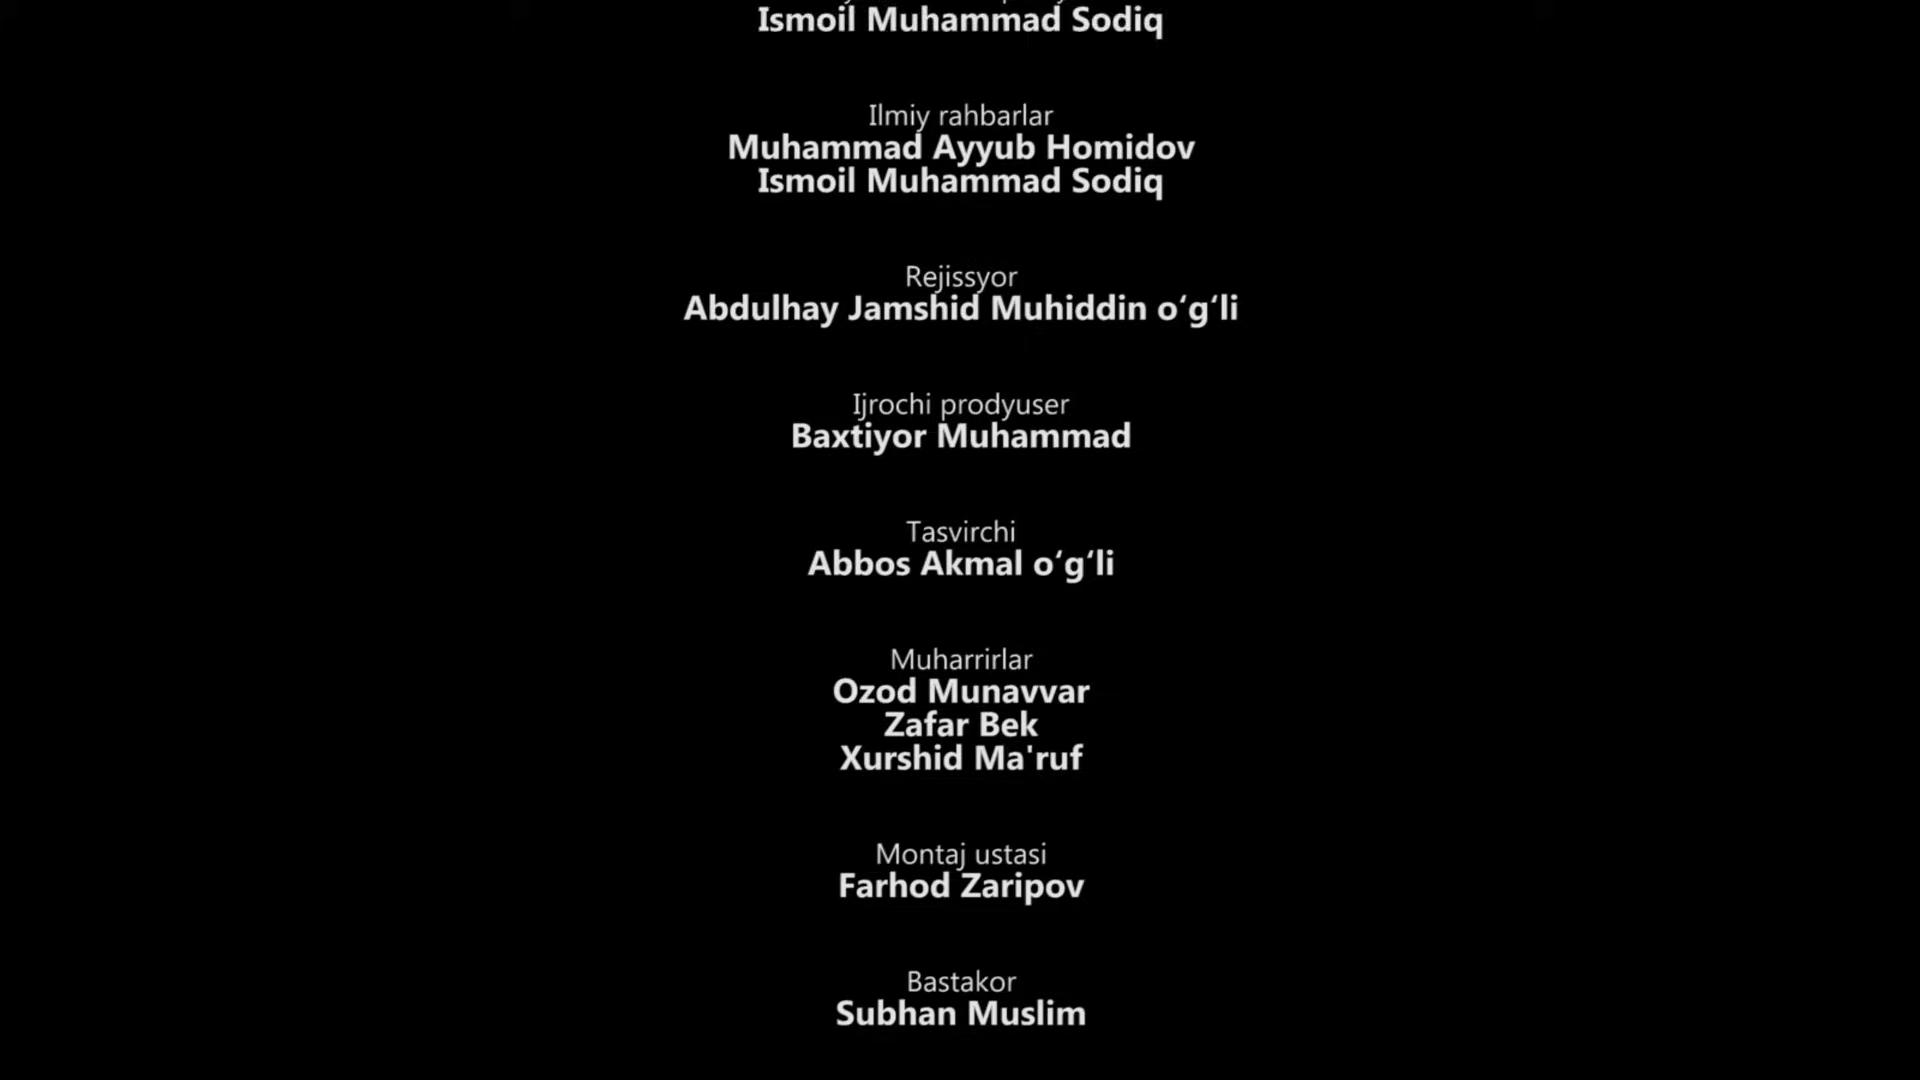 Ismoil Muhammad Sodiq
Ilmiy rahbarlar
Muhammad Ayyub Homidov
Ismoil Muhammad Sodiq
Rejissyor
Abdulhay Jamshid Muhiddin o‘g‘li
Ijrochi prodyuser
Baxtiyor Muhammad
Tasvirchi
Abbos Akmal o‘g‘li
Muharrirlar
Ozod Munavvar
Zafar Bek
Xurshid Ma'ruf
Montaj ustasi
Farhod Zaripov
Bastakor
Subhan Muslim